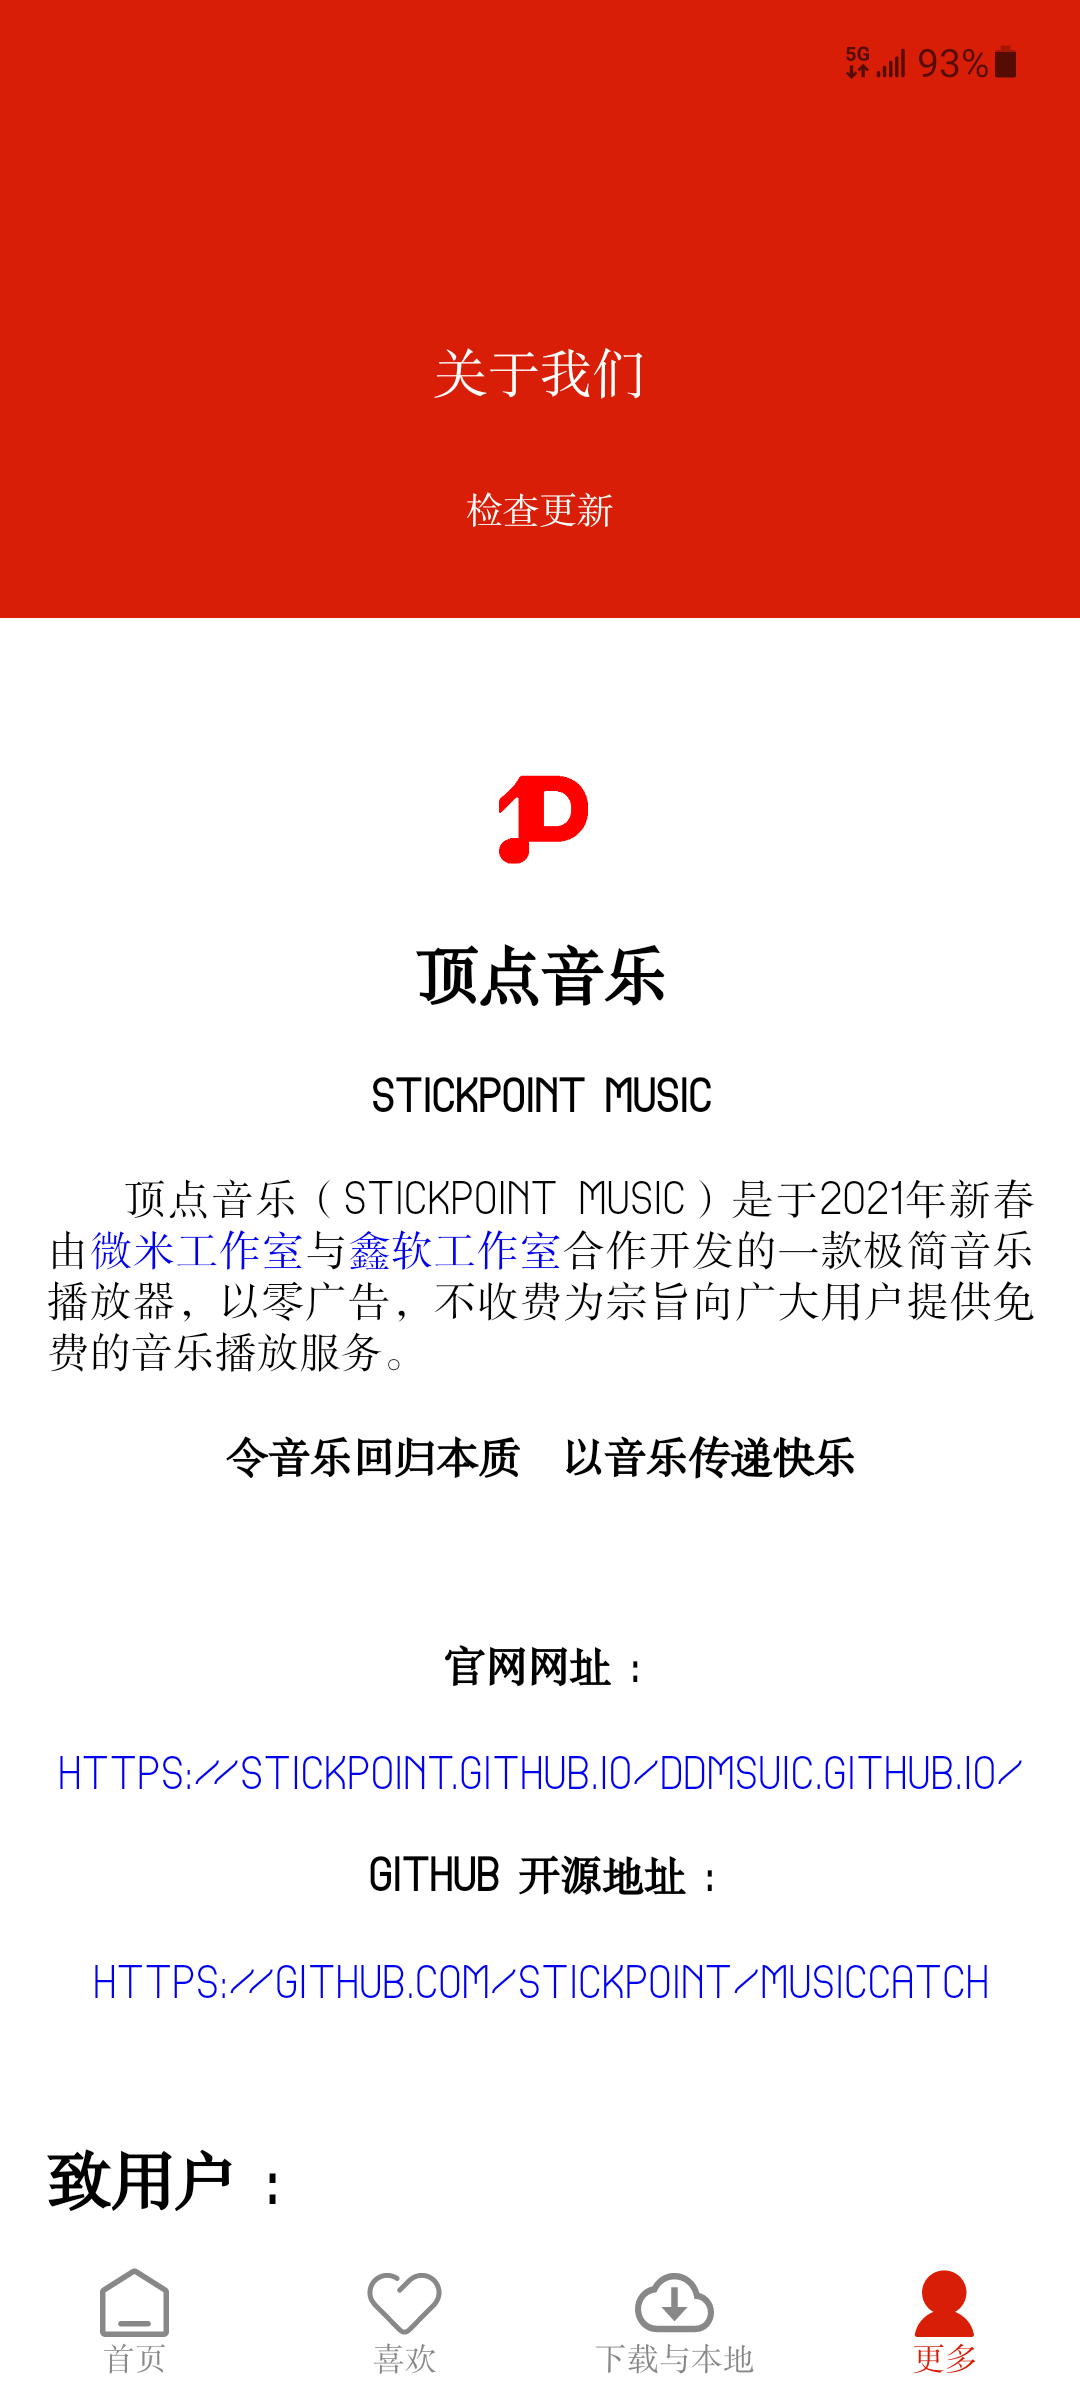 5G 93%
关于我们
检查更新
顶点音乐
STICKPOINT MUSIC
顶点音乐（STICKPOINT MUSIC）是于2021年新春
由微米工作室与鑫软工作室合作开发的一款极简音乐
播放器，以零广告，不收费为宗旨向广大用户提供免
费的音乐播放服务。
令音乐回归本质 以音乐传递快乐
官网网址：
HTTPS://STICKPOINT.GITHUB.IO/DDMSUIC.GITHUB.IO/
GITHUB 开源地址：
HTTPS://GITHUB.COM/STICKPOINT/MUSICCATCH
致用户：
首页 喜欢 下载与本地 更多